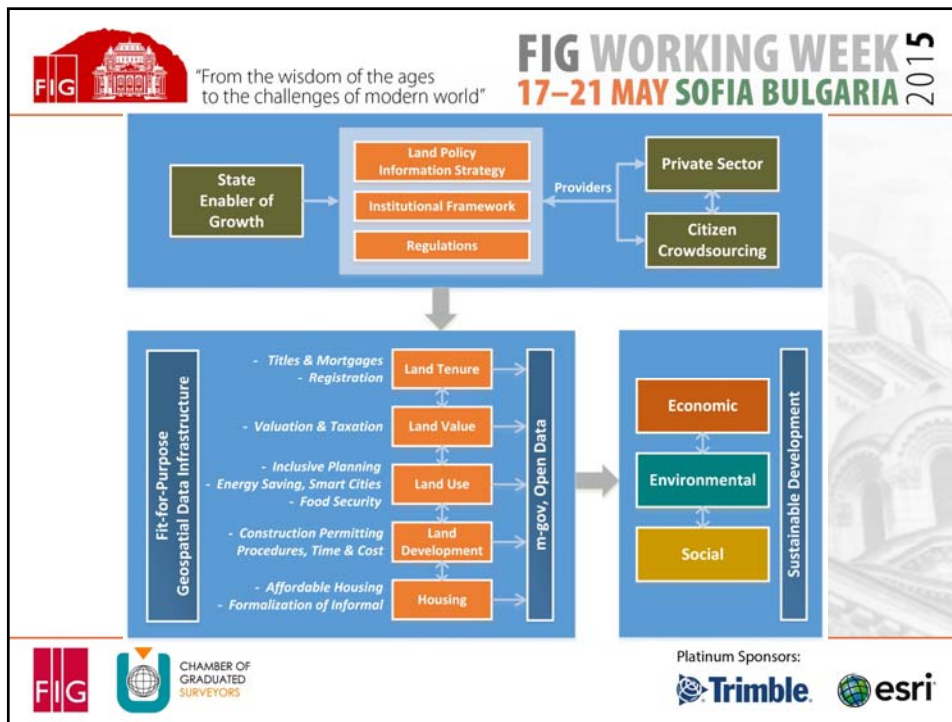 FIG
"From the wisdom of the ages
to the challenges of modern world"
FIG WORKING WEEK
17–21 MAY SOFIA BULGARIA
2015
State
Enabler of
Growth
Land Policy
Information Strategy
Institutional Framework
Regulations
Providers
Private Sector
Citizen
Crowdsourcing
Fit-for-Purpose
Geospatial Data Infrastructure
- Titles & Mortgages
- Registration
Land Tenure
- Valuation & Taxation
Land Value
- Inclusive Planning
- Energy Saving, Smart Cities
- Food Security
Land Use
- Construction Permitting
Procedures, Time & Cost
Land
Development
- Affordable Housing
- Formalization of Informal
Housing
m-gov, Open Data
Economic
Environmental
Social
Sustainable Development
FIG
CHAMBER OF
GRADUATED
SURVEYORS
Platinum Sponsors:
Trimble.
esri